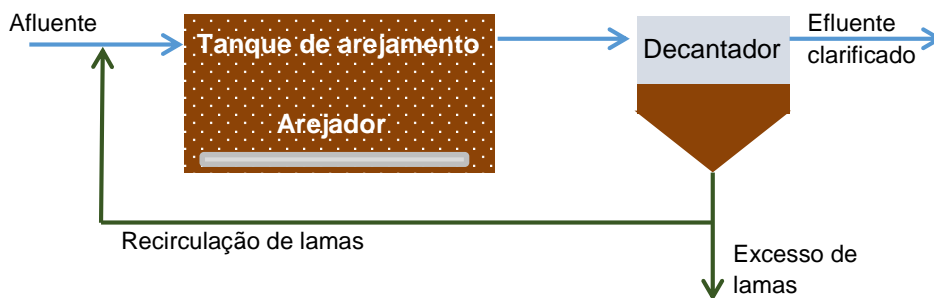 Afluente
Tanque de arejamento
Arejador
Decantador
Efluente
clarificado
Recirculação de lamas
Excesso de
lamas